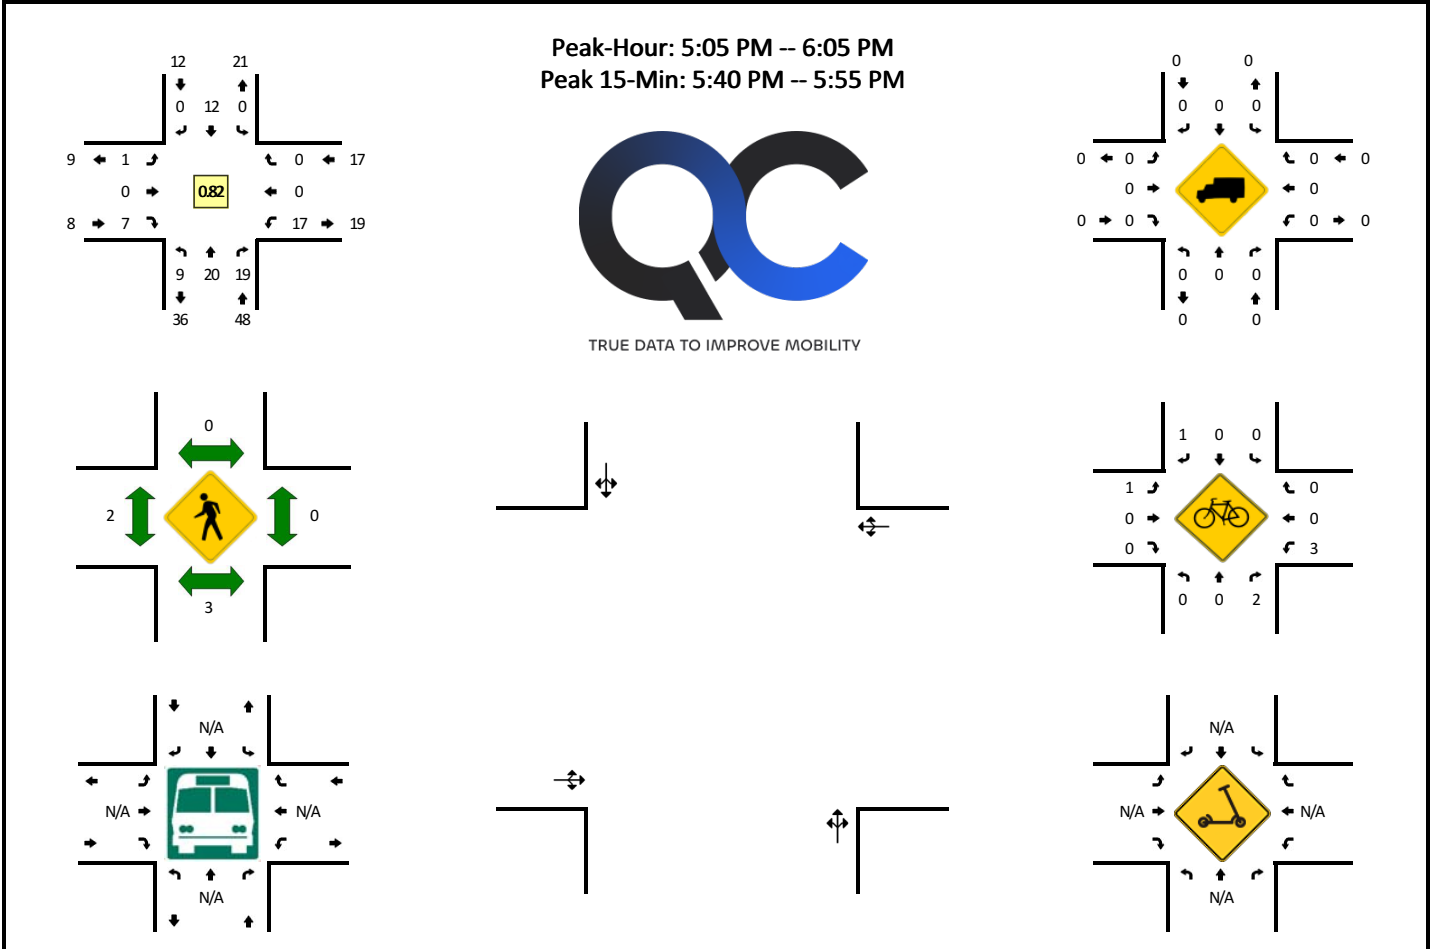 Peak-Hour: 5:05 PM -- 6:05 PM
Peak 15-Min: 5:40 PM -- 5:55 PM
12 21
0 12 0
9 1 0 17
0 0.82 0
8 7 17 19
9 20 19
36 48
QC
TRUE DATA TO IMPROVE MOBILITY
0 0
0 0 0
0 0 0 0
0 0
0 0 0 0
0 0 0
0 0
0
2 0
3
1 0 0
1 0
0 0
0 3
0 0 2
N/A
N/A N/A
N/A
N/A
N/A N/A
N/A